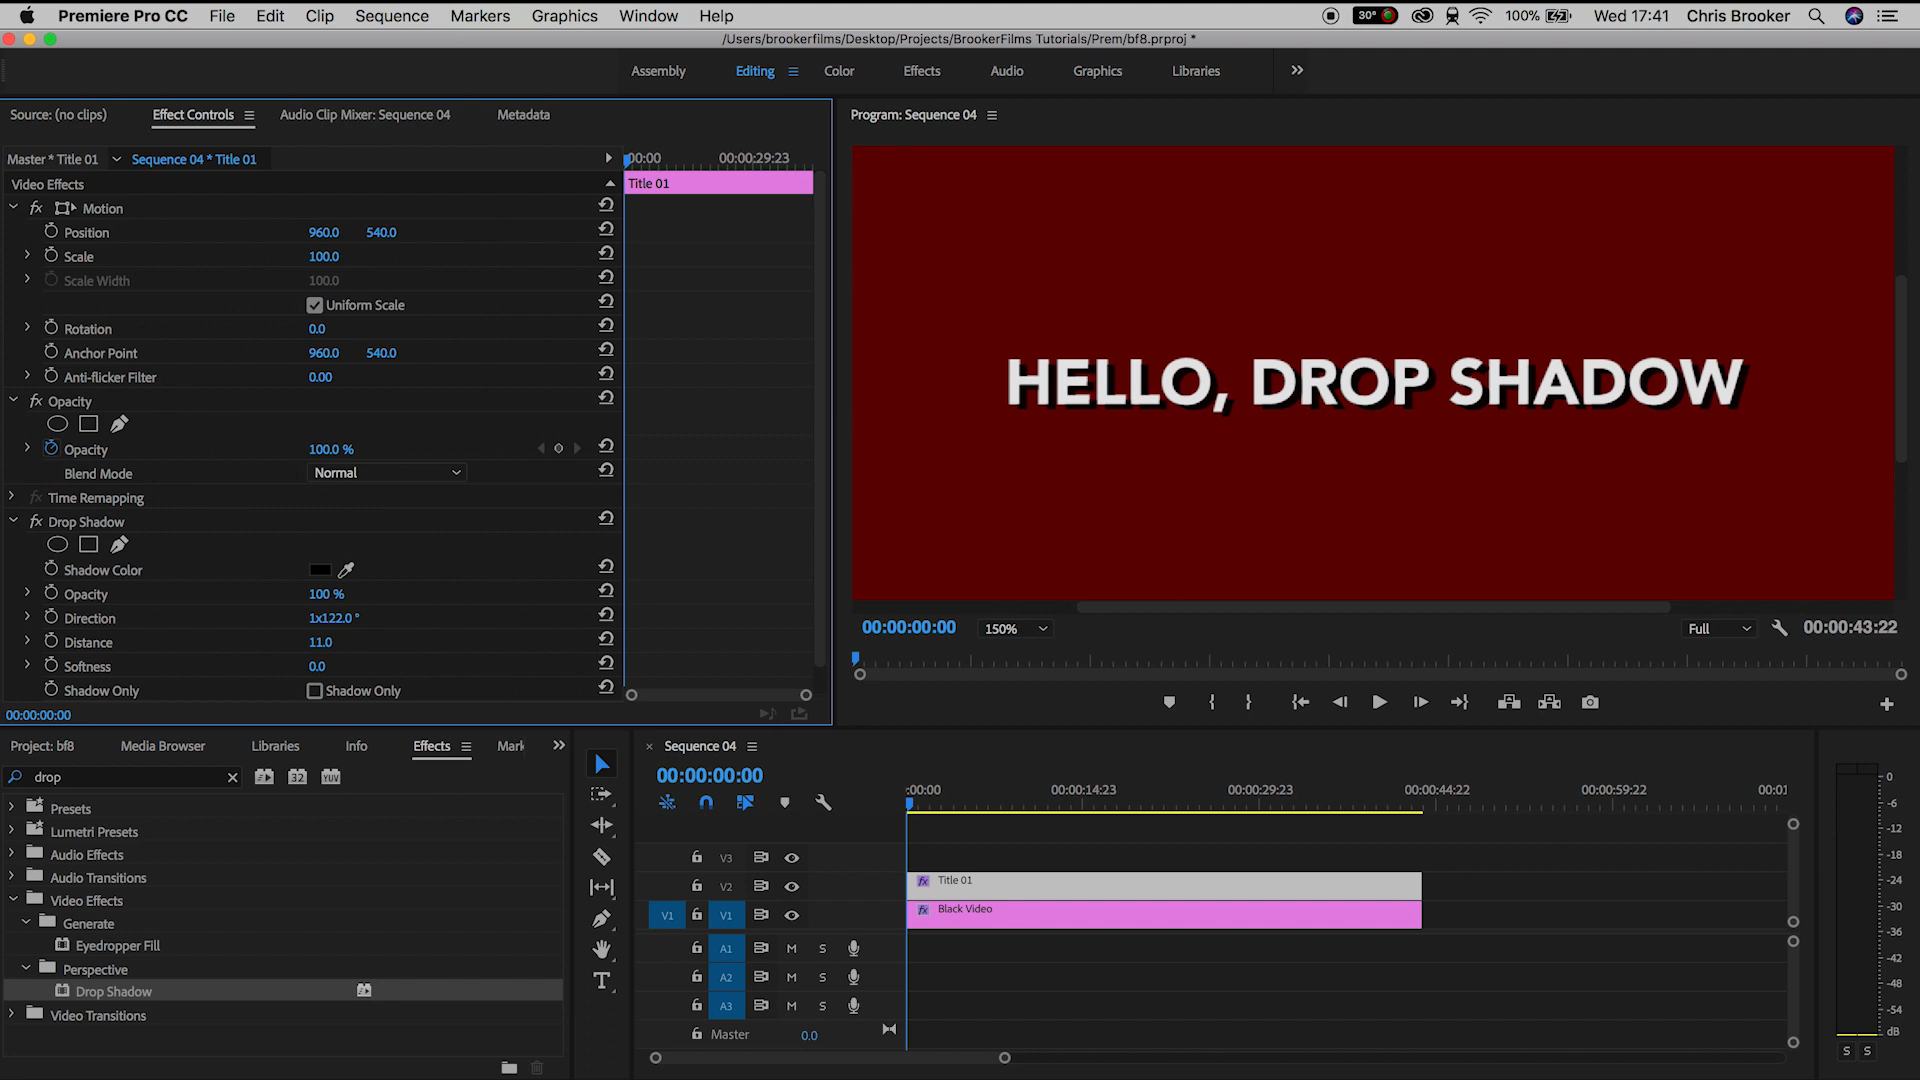 Premiere Pro CC File Edit Clip Sequence Markers Graphics Window Help 30° 100% Wed 17:41 Chris Brooker
/Users/brookerfilms/Desktop/Projects/BrookerFilms Tutorials/Prem/bf8.prproj *
Assembly Editing Color Effects Audio Graphics Libraries
Source: (no clips) Effect Controls Audio Clip Mixer: Sequence 04 Metadata
Master * Title 01 Sequence 04 * Title 01
:00:00 00:00:29:23
Video Effects
Title 01
Motion
Position 960.0 540.0
Scale 100.0
Scale Width 100.0
Uniform Scale
Rotation 0.0
Anchor Point 960.0 540.0
Anti-flicker Filter 0.00
fx Opacity
Opacity 100.0 %
Blend Mode Normal
fx Time Remapping
fx Drop Shadow
Shadow Color
Opacity 100 %
Direction 1x122.0 °
Distance 11.0
Softness 0.0
Shadow Only Shadow Only
00:00:00:00
Program: Sequence 04
HELLO, DROP SHADOW
00:00:00:00 150% Full 00:00:43:22
Project: bf8 Media Browser Libraries Info Effects Mark
drop 32 YUV
Presets
Lumetri Presets
Audio Effects
Audio Transitions
Video Effects
Generate
Eyedropper Fill
Perspective
Drop Shadow
Video Transitions
Sequence 04
00:00:00:00
:00:00 00:00:14:23 00:00:29:23 00:00:44:22 00:00:59:22 00:01
V3
V2
fx Title 01
V1 V1
fx Black Video
A1 M S
A2 M S
A3 M S
Master 0.0
0
-6
-12
-18
-24
-30
-36
-42
-48
-54
dB
S S